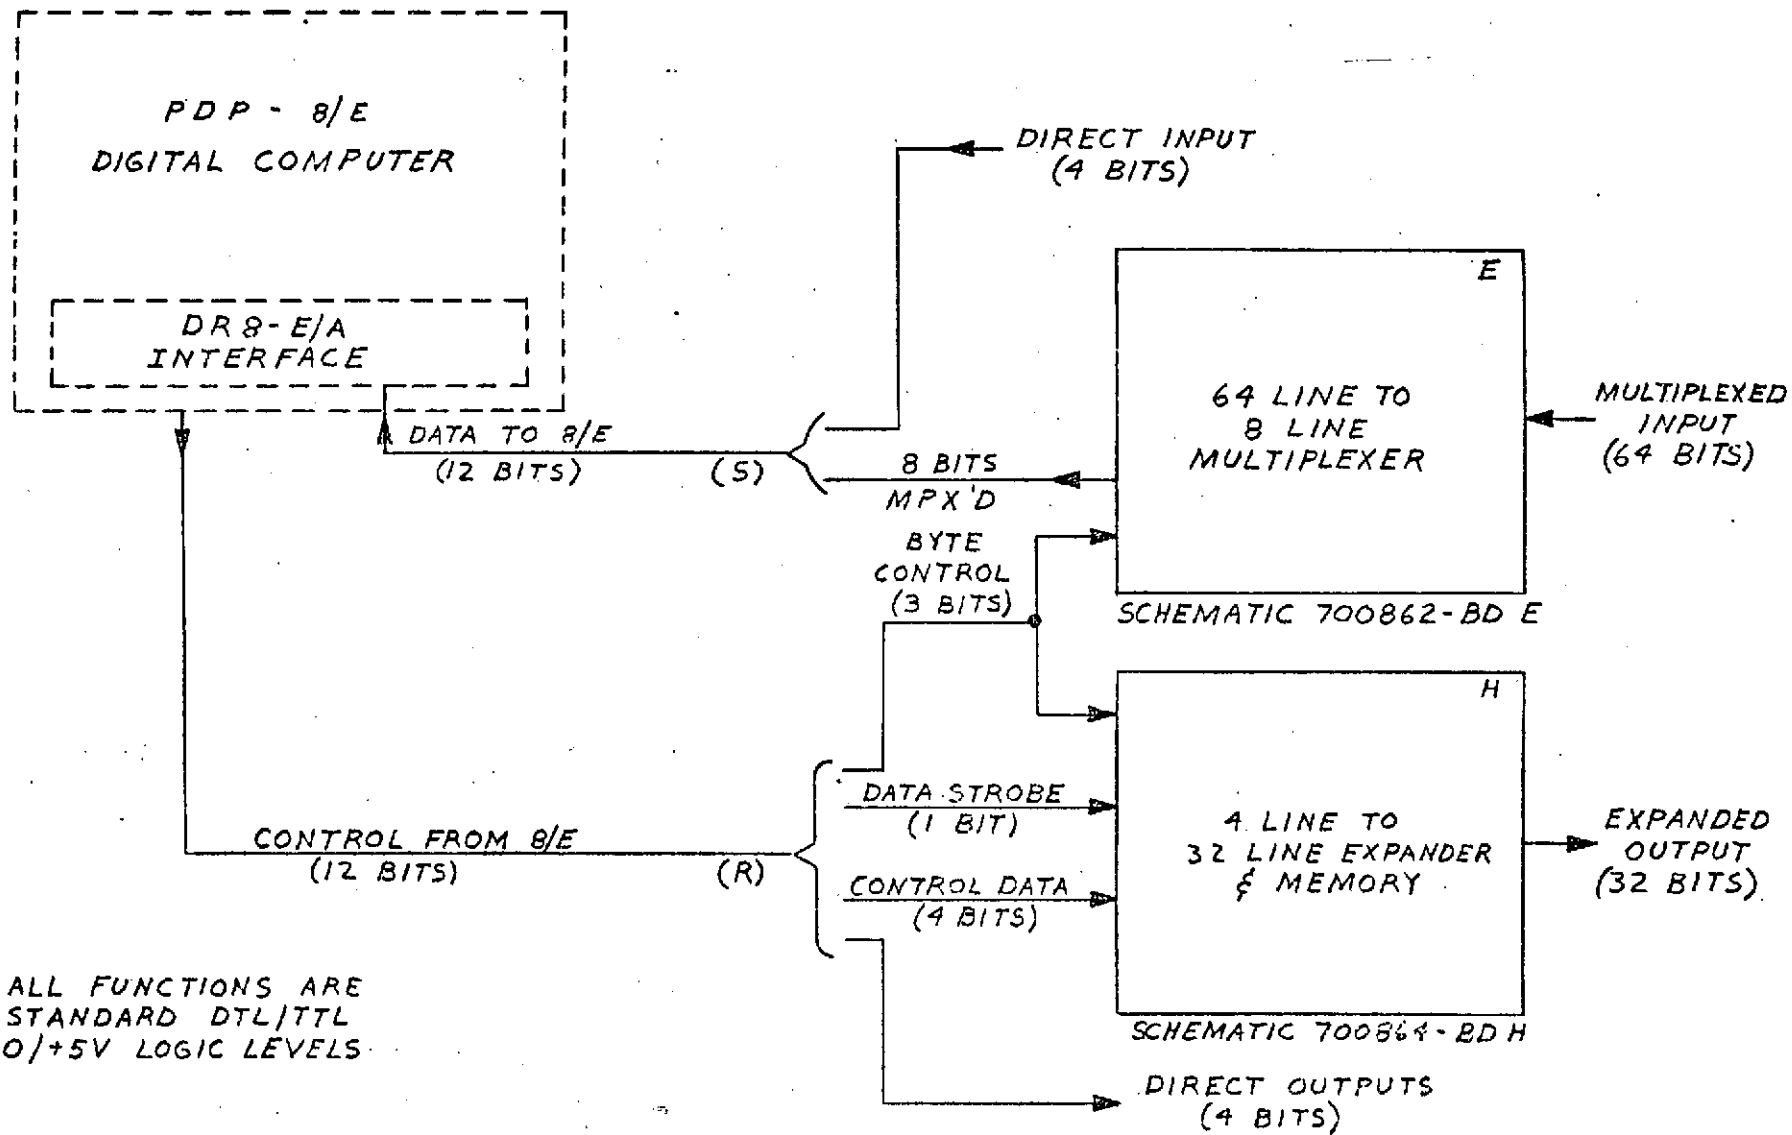 PDP - 8/E
DIGITAL COMPUTER
DR8-E/A
INTERFACE
DIRECT INPUT
(4 BITS)
E
64 LINE TO
8 LINE
MULTIPLEXER
MULTIPLEXED
INPUT
(64 BITS)
DATA TO 8/E
(12 BITS)
(S)
8 BITS
MPX'D
BYTE
CONTROL
(3 BITS)
SCHEMATIC 700862-BD E
H
4 LINE TO
32 LINE EXPANDER
& MEMORY
DATA STROBE
(1 BIT)
CONTROL FROM 8/E
(12 BITS)
(R)
CONTROL DATA
(4 BITS)
EXPANDED
OUTPUT
(32 BITS)
SCHEMATIC 700864-BD H
ALL FUNCTIONS ARE
STANDARD DTL/TTL
0/+5V LOGIC LEVELS
DIRECT OUTPUTS
(4 BITS)